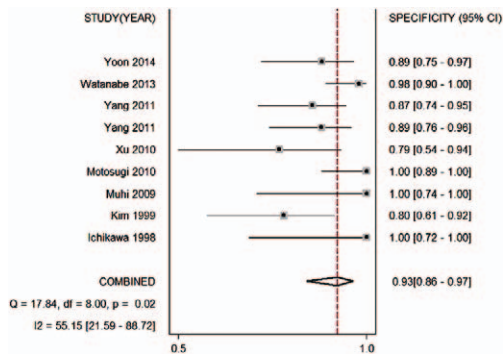 STUDY(YEAR) SPECIFICITY (95% CI)
Yoon 2014 0.89 [0.75 - 0.97]
Watanabe 2013 0.98 [0.90 - 1.00]
Yang 2011 0.87 [0.74 - 0.95]
Yang 2011 0.89 [0.76 - 0.96]
Xu 2010 0.79 [0.54 - 0.94]
Motosugi 2010 1.00 [0.89 - 1.00]
Muhi 2009 1.00 [0.74 - 1.00]
Kim 1999 0.80 [0.61 - 0.92]
Ichikawa 1998 1.00 [0.72 - 1.00]
COMBINED 0.93[0.86 - 0.97]
Q = 17.84, df = 8.00, p = 0.02
I2 = 55.15 [21.59 - 88.72]
0.5 1.0